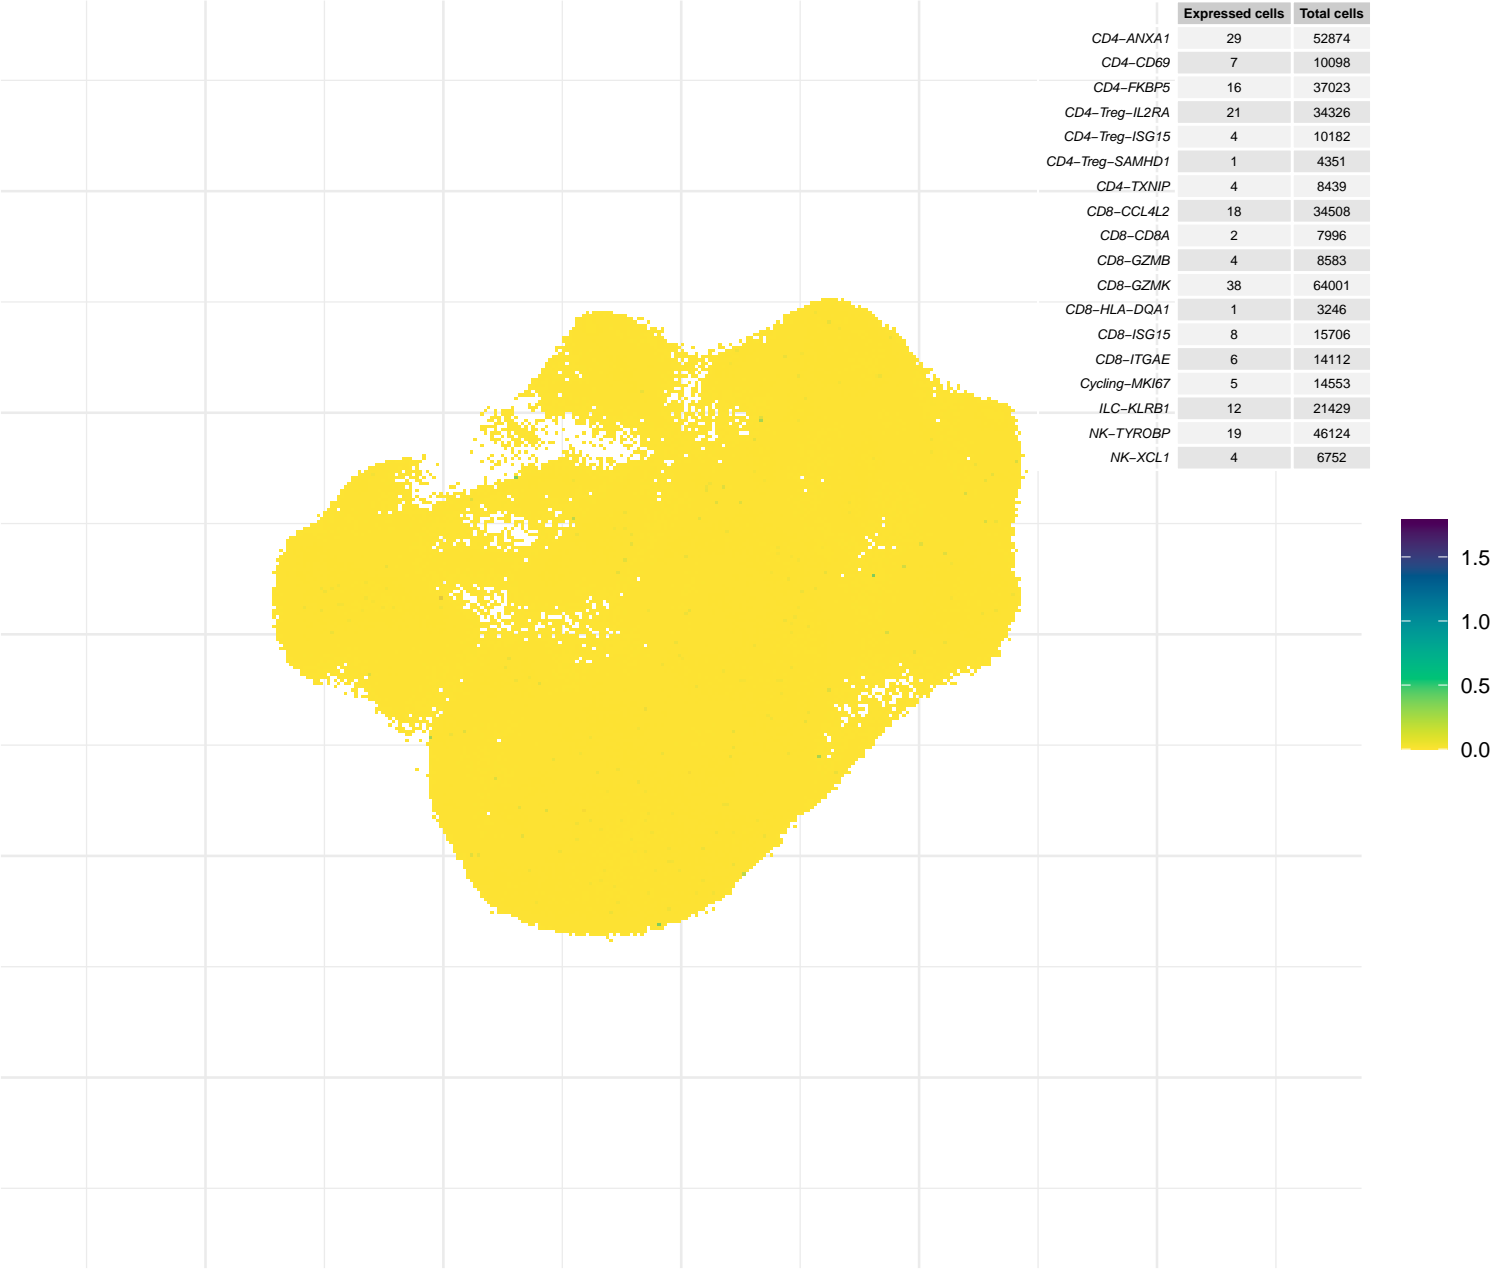 Expressed cells Total cells
CD4−ANXA1 29 52874
CD4−CD69 7 10098
CD4−FKBP5 16 37023
CD4−Treg−IL2RA 21 34326
CD4−Treg−ISG15 4 10182
CD4−Treg−SAMHD1 1 4351
CD4−TXNIP 4 8439
CD8−CCL4L2 18 34508
CD8−CD8A 2 7996
CD8−GZMB 4 8583
CD8−GZMK 38 64001
CD8−HLA−DQA1 1 3246
CD8−ISG15 8 15706
CD8−ITGAE 6 14112
Cycling−MKI67 5 14553
ILC−KLRB1 12 21429
NK−TYROBP 19 46124
NK−XCL1 4 6752
1.5
1.0
0.5
0.0